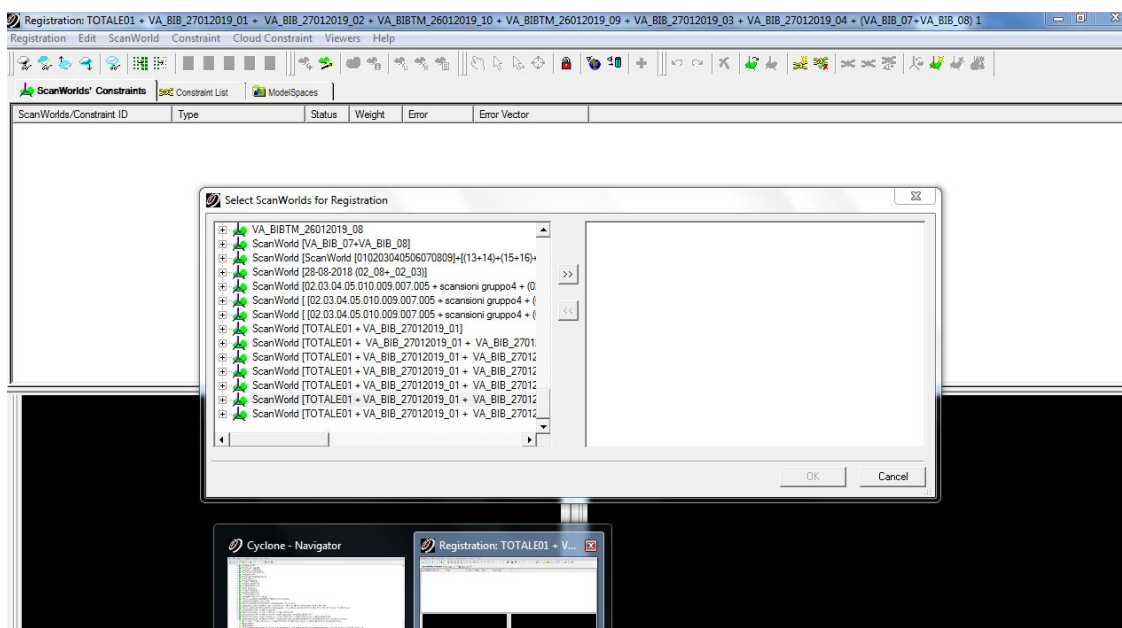 Registration: TOTALE01 + VA_BIB_27012019_01 + VA_BIB_27012019_02 + VA_BIBTM_26012019_10 + VA_BIBTM_26012019_09 + VA_BIB_27012019_03 + VA_BIB_27012019_04 + (VA_BIB_07+VA_BIB_08) 1
Registration Edit ScanWorld Constraint Cloud Constraint Viewers Help
ScanWorlds' Constraints Constraint List ModelSpaces
ScanWorlds/Constraint ID Type Status Weight Error Error Vector
Select ScanWorlds for Registration
VA_BIBTM_26012019_08
ScanWorld [VA_BIB_07+VA_BIB_08]
ScanWorld [ScanWorld [010203040506070809]+[(13+14)+(15+16)+
ScanWorld [28-08-2018 (02_08+_02_03)]
ScanWorld [02.03.04.05.010.009.007.005 + scansioni gruppo4 + (0
ScanWorld [ [02.03.04.05.010.009.007.005 + scansioni gruppo4 + (
ScanWorld [ [02.03.04.05.010.009.007.005 + scansioni gruppo4 + (
ScanWorld [TOTALE01 + VA_BIB_27012019_01]
ScanWorld [TOTALE01 + VA_BIB_27012019_01 + VA_BIB_2701
ScanWorld [TOTALE01 + VA_BIB_27012019_01 + VA_BIB_27012
ScanWorld [TOTALE01 + VA_BIB_27012019_01 + VA_BIB_27012
ScanWorld [TOTALE01 + VA_BIB_27012019_01 + VA_BIB_27012
ScanWorld [TOTALE01 + VA_BIB_27012019_01 + VA_BIB_27012
ScanWorld [TOTALE01 + VA_BIB_27012019_01 + VA_BIB_27012
>>
<<
OK Cancel
Cyclone - Navigator
Registration: TOTALE01 + V...